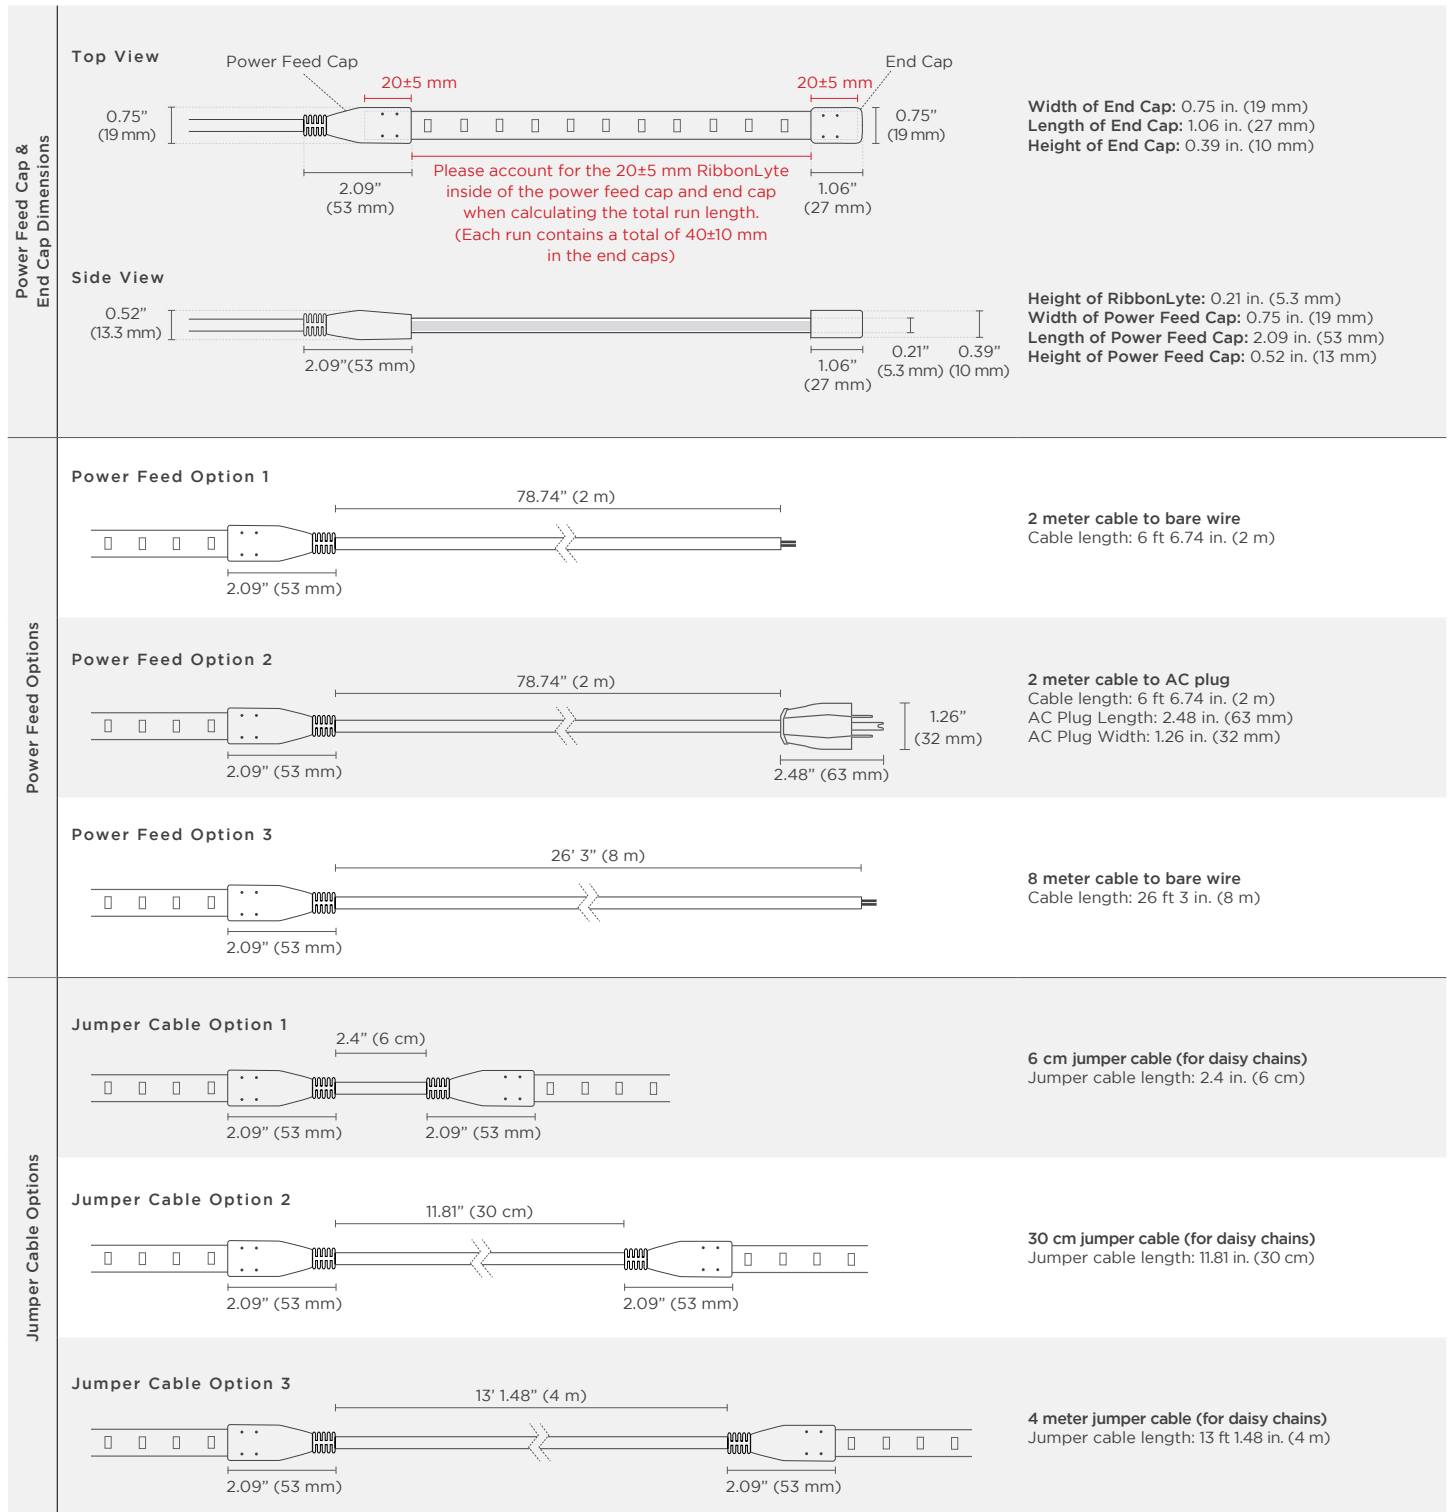 Power Feed Cap &
End Cap Dimensions
Top View
Power Feed Cap
End Cap
20±5 mm
20±5 mm
0.75”
(19 mm)
0.75”
(19 mm)
2.09”
(53 mm)
Please account for the 20±5 mm RibbonLyte
inside of the power feed cap and end cap
when calculating the total run length.
(Each run contains a total of 40±10 mm
in the end caps)
1.06”
(27 mm)
Width of End Cap: 0.75 in. (19 mm)
Length of End Cap: 1.06 in. (27 mm)
Height of End Cap: 0.39 in. (10 mm)
Side View
0.52”
(13.3 mm)
2.09”(53 mm)
1.06”
(27 mm)
0.21”
(5.3 mm)
0.39”
(10 mm)
Height of RibbonLyte: 0.21 in. (5.3 mm)
Width of Power Feed Cap: 0.75 in. (19 mm)
Length of Power Feed Cap: 2.09 in. (53 mm)
Height of Power Feed Cap: 0.52 in. (13 mm)
Power Feed Options
Power Feed Option 1
78.74” (2 m)
2.09” (53 mm)
2 meter cable to bare wire
Cable length: 6 ft 6.74 in. (2 m)
Power Feed Option 2
78.74” (2 m)
2.09” (53 mm)
1.26”
(32 mm)
2.48” (63 mm)
2 meter cable to AC plug
Cable length: 6 ft 6.74 in. (2 m)
AC Plug Length: 2.48 in. (63 mm)
AC Plug Width: 1.26 in. (32 mm)
Power Feed Option 3
26’ 3” (8 m)
2.09” (53 mm)
8 meter cable to bare wire
Cable length: 26 ft 3 in. (8 m)
Jumper Cable Options
Jumper Cable Option 1
2.4” (6 cm)
2.09” (53 mm)
2.09” (53 mm)
6 cm jumper cable (for daisy chains)
Jumper cable length: 2.4 in. (6 cm)
Jumper Cable Option 2
11.81” (30 cm)
2.09” (53 mm)
2.09” (53 mm)
30 cm jumper cable (for daisy chains)
Jumper cable length: 11.81 in. (30 cm)
Jumper Cable Option 3
13’ 1.48” (4 m)
2.09” (53 mm)
2.09” (53 mm)
4 meter jumper cable (for daisy chains)
Jumper cable length: 13 ft 1.48 in. (4 m)